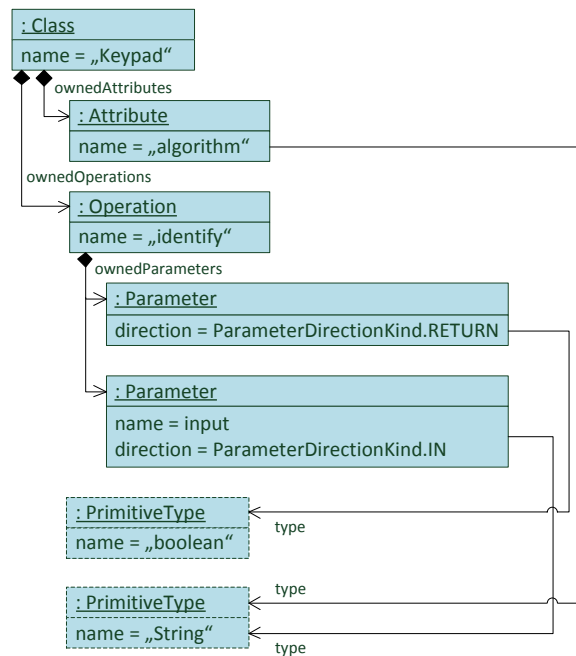 : Class
name = „Keypad“
ownedAttributes
: Attribute
name = „algorithm“
ownedOperations
: Operation
name = „identify“
ownedParameters
: Parameter
direction = ParameterDirectionKind.RETURN
: Parameter
name = input
direction = ParameterDirectionKind.IN
: PrimitiveType
type
name = „boolean“
: PrimitiveType
type
name = „String“
type